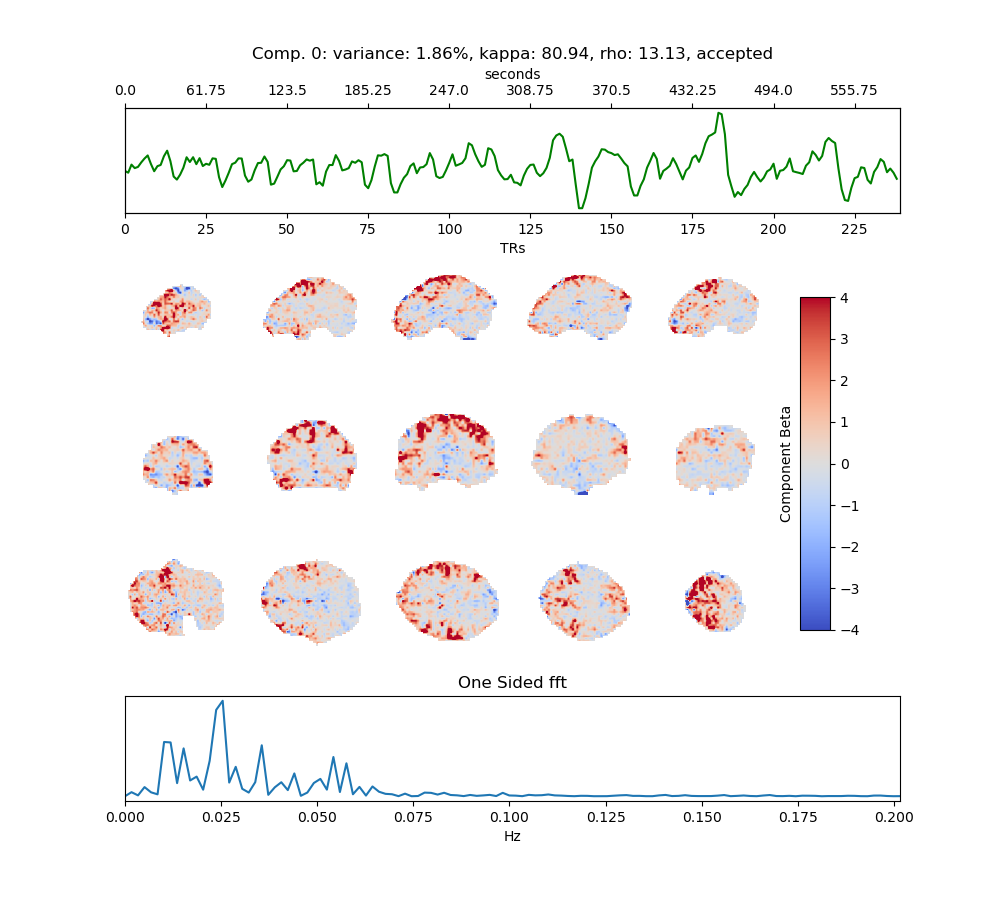 Comp. 0: variance: 1.86%, kappa: 80.94, rho: 13.13, accepted
seconds
0.0 61.75 123.5 185.25 247.0 308.75 370.5 432.25 494.0 555.75
0 25 50 75 100 125 150 175 200 225
TRs
4
3
2
1
0
−1
−2
−3
−4
Component Beta
One Sided fft
0.000 0.025 0.050 0.075 0.100 0.125 0.150 0.175 0.200
Hz